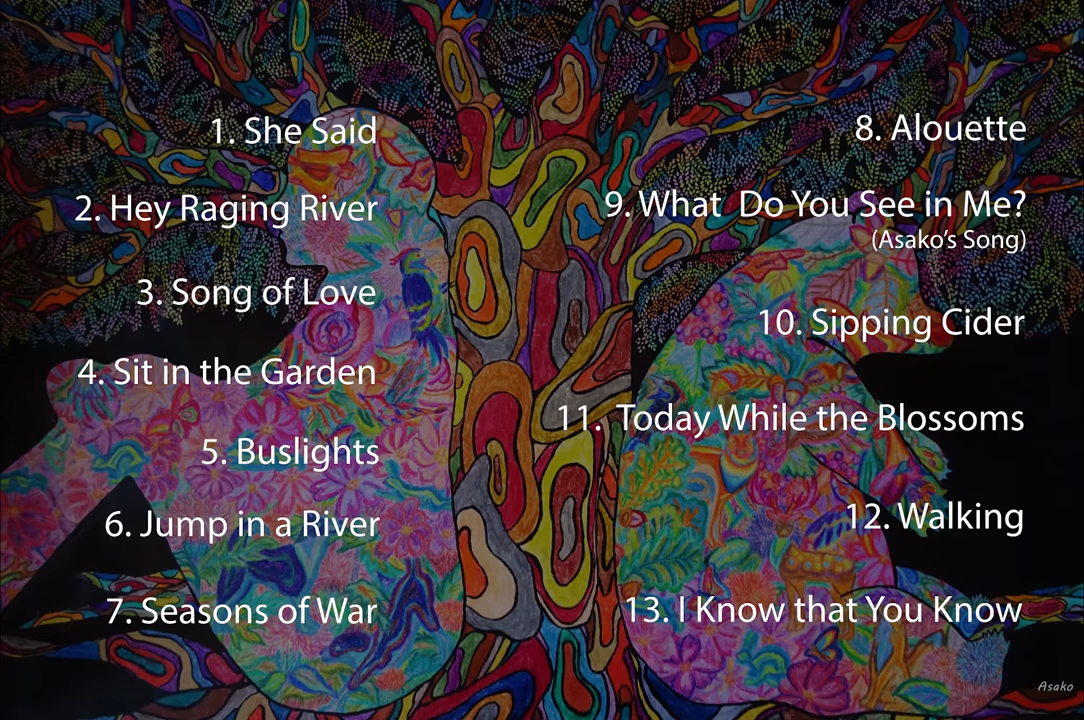 1. She Said
2. Hey Raging River
3. Song of Love
4. Sit in the Garden
5. Buslights
6. Jump in a River
7. Seasons of War
8. Alouette
9. What Do You See in Me?
(Asako's Song)
10. Sipping Cider
11. Today While the Blossoms
12. Walking
13. I Know that You Know
Asako